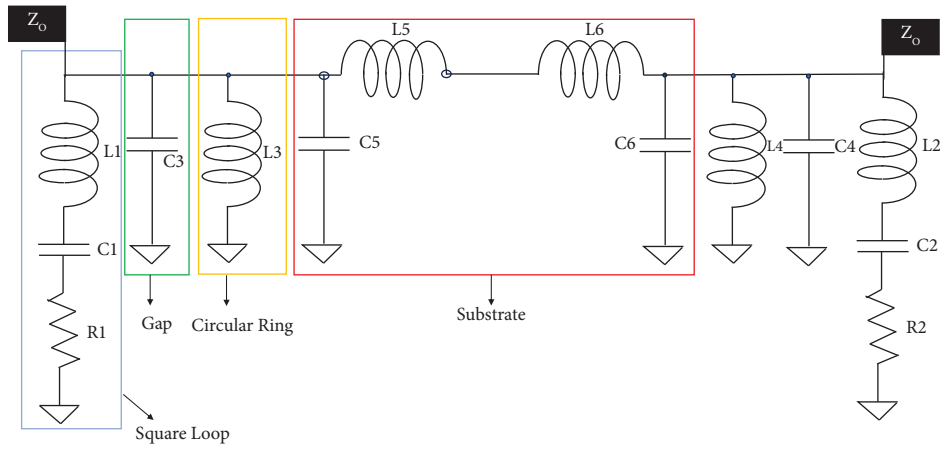 Zo
L5
L6
Zo
L1
C3
L3
C5
C6
L4
C4
L2
C1
C2
R1
Gap
Circular Ring
Substrate
R2
Square Loop